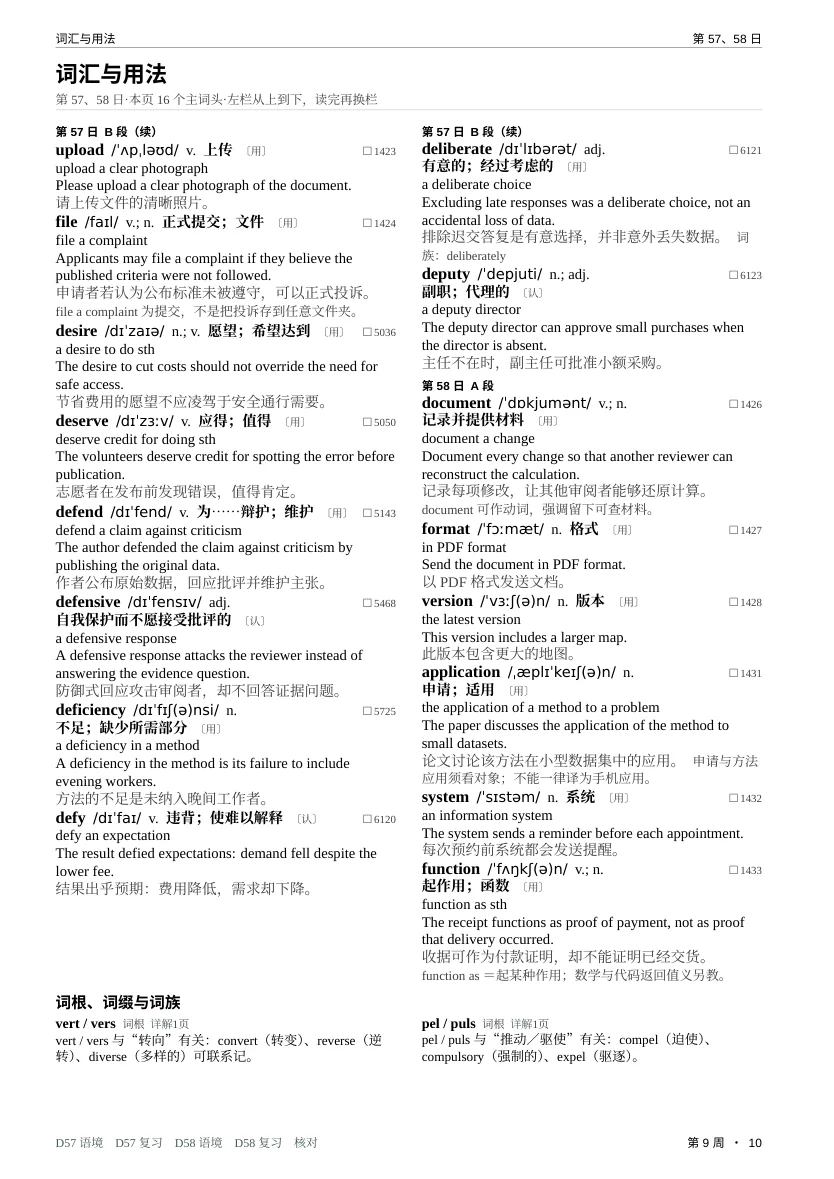 词汇与用法
第 57、58 日
词汇与用法
第 57、58 日·本页 16 个主词头·左栏从上到下，读完再换栏
第 57 日 B 段（续）
upload /ˈʌpˌləʊd/ v. 上传 〔用〕 □1423
upload a clear photograph
Please upload a clear photograph of the document.
请上传文件的清晰照片。
file /faɪl/ v.; n. 正式提交；文件 〔用〕 □1424
file a complaint
Applicants may file a complaint if they believe the
published criteria were not followed.
申请者若认为公布标准未被遵守，可以正式投诉。
file a complaint 为提交，不是把投诉存到任意文件夹。
desire /dɪˈzaɪə/ n.; v. 愿望；希望达到 〔用〕 □5036
a desire to do sth
The desire to cut costs should not override the need for
safe access.
节省费用的愿望不应凌驾于安全通行需要。
deserve /dɪˈzɜːv/ v. 应得；值得 〔用〕 □5050
deserve credit for doing sth
The volunteers deserve credit for spotting the error before
publication.
志愿者在发布前发现错误，值得肯定。
defend /dɪˈfend/ v. 为……辩护；维护 〔用〕 □5143
defend a claim against criticism
The author defended the claim against criticism by
publishing the original data.
作者公布原始数据，回应批评并维护主张。
defensive /dɪˈfensɪv/ adj. □5468
自我保护而不愿接受批评的 〔认〕
a defensive response
A defensive response attacks the reviewer instead of
answering the evidence question.
防御式回应攻击审阅者，却不回答证据问题。
deficiency /dɪˈfɪʃ(ə)nsi/ n. □5725
不足；缺少所需部分 〔用〕
a deficiency in a method
A deficiency in the method is its failure to include
evening workers.
方法的不足是未纳入晚间工作者。
defy /dɪˈfaɪ/ v. 违背；使难以解释 〔认〕 □6120
defy an expectation
The result defied expectations: demand fell despite the
lower fee.
结果出乎预期：费用降低，需求却下降。
第 57 日 B 段（续）
deliberate /dɪˈlɪbərət/ adj. □6121
有意的；经过考虑的 〔用〕
a deliberate choice
Excluding late responses was a deliberate choice, not an
accidental loss of data.
排除迟交答复是有意选择，并非意外丢失数据。 词
族：deliberately
deputy /ˈdepjuti/ n.; adj. □6123
副职；代理的 〔认〕
a deputy director
The deputy director can approve small purchases when
the director is absent.
主任不在时，副主任可批准小额采购。
第 58 日 A 段
document /ˈdɒkjumənt/ v.; n. □1426
记录并提供材料 〔用〕
document a change
Document every change so that another reviewer can
reconstruct the calculation.
记录每项修改，让其他审阅者能够还原计算。
document 可作动词，强调留下可查材料。
format /ˈfɔːmæt/ n. 格式 〔用〕 □1427
in PDF format
Send the document in PDF format.
以 PDF 格式发送文档。
version /ˈvɜːʃ(ə)n/ n. 版本 〔用〕 □1428
the latest version
This version includes a larger map.
此版本包含更大的地图。
application /ˌæplɪˈkeɪʃ(ə)n/ n. □1431
申请；适用 〔用〕
the application of a method to a problem
The paper discusses the application of the method to
small datasets.
论文讨论该方法在小型数据集中的应用。 申请与方法
应用须看对象；不能一律译为手机应用。
system /ˈsɪstəm/ n. 系统 〔用〕 □1432
an information system
The system sends a reminder before each appointment.
每次预约前系统都会发送提醒。
function /ˈfʌŋkʃ(ə)n/ v.; n. □1433
起作用；函数 〔用〕
function as sth
The receipt functions as proof of payment, not as proof
that delivery occurred.
收据可作为付款证明，却不能证明已经交货。
function as ＝起某种作用；数学与代码返回值义另教。
词根、词缀与词族
vert / vers 词根 详解1页
vert / vers 与“转向”有关：convert（转变）、reverse（逆
转）、diverse（多样的）可联系记。
pel / puls 词根 详解1页
pel / puls 与“推动／驱使”有关：compel（迫使）、
compulsory（强制的）、expel（驱逐）。
D57 语境 D57 复习 D58 语境 D58 复习 核对
第 9 周 · 10